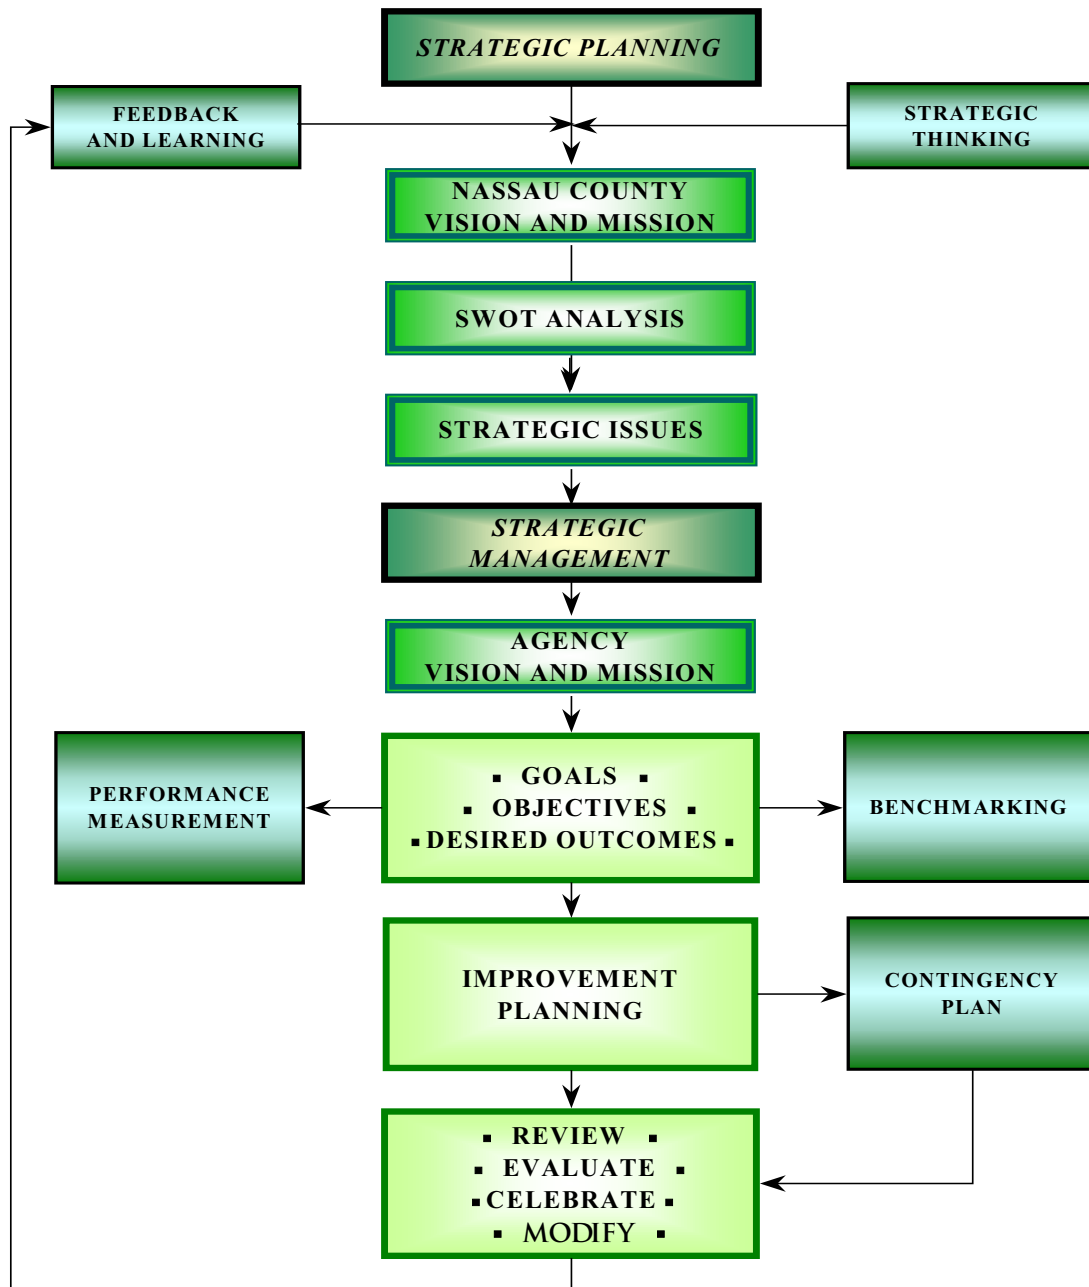 STRATEGIC PLANNING
FEEDBACK
AND LEARNING
STRATEGIC
THINKING
NASSAU COUNTY
VISION AND MISSION
SWOT ANALYSIS
STRATEGIC ISSUES
STRATEGIC
MANAGEMENT
AGENCY
VISION AND MISSION
PERFORMANCE
MEASUREMENT
▪ GOALS ▪
▪ OBJECTIVES ▪
▪ DESIRED OUTCOMES ▪
BENCHMARKING
IMPROVEMENT
PLANNING
CONTINGENCY
PLAN
▪ REVIEW ▪
▪ EVALUATE ▪
▪ CELEBRATE ▪
▪ MODIFY ▪